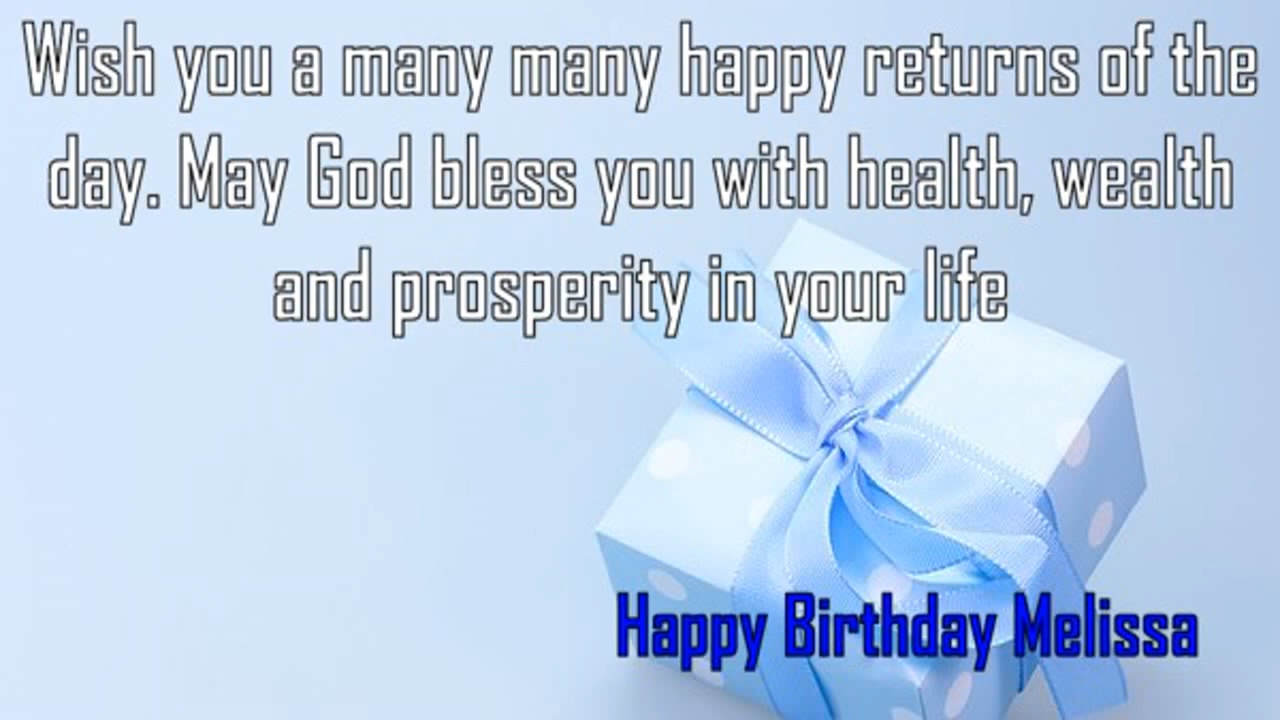 Wish you a many many happy returns of the
day. May God bless you with health, wealth
and prosperity in your life
Happy Birthday Melissa